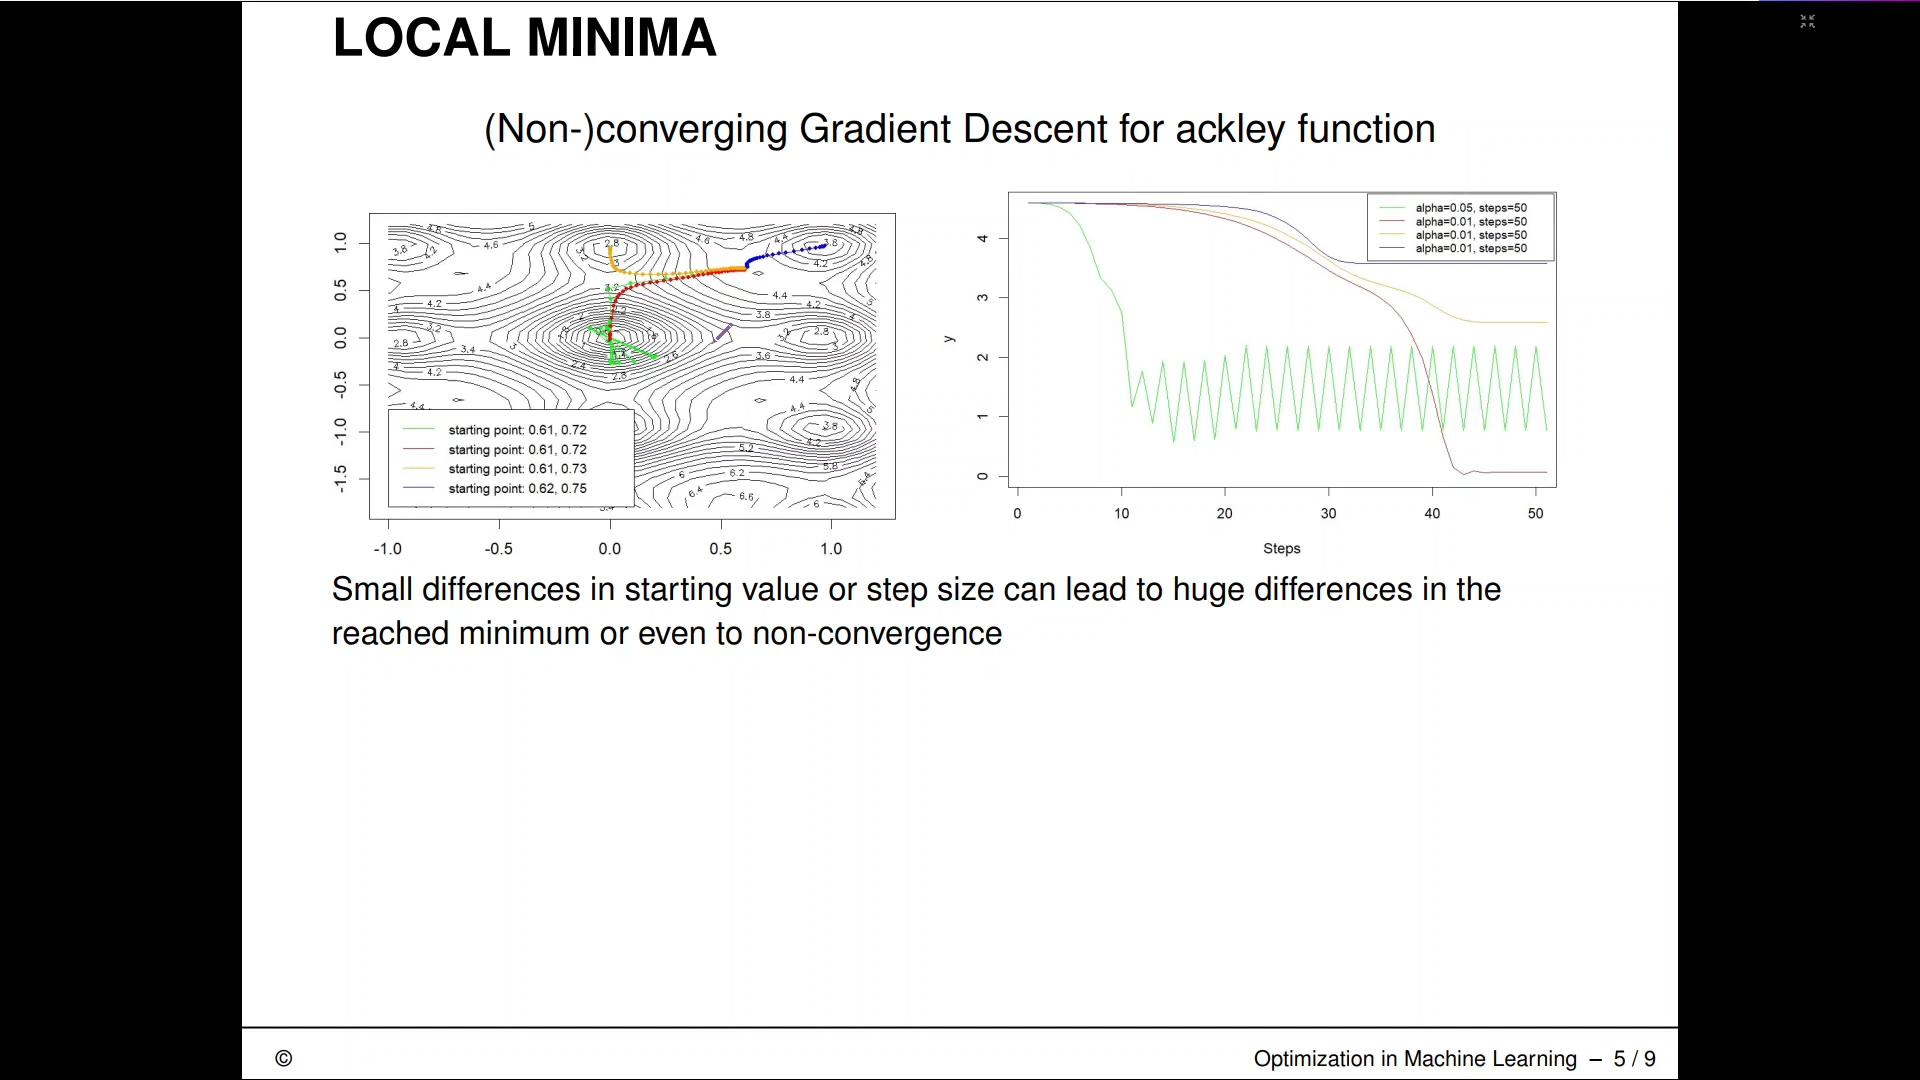 LOCAL MINIMA
(Non-)converging Gradient Descent for ackley function
1.0
0.5
0.0
-0.5
-1.0
-1.5
starting point: 0.61, 0.72
starting point: 0.61, 0.72
starting point: 0.61, 0.73
starting point: 0.62, 0.75
-1.0 -0.5 0.0 0.5 1.0
alpha=0.05, steps=50
alpha=0.01, steps=50
alpha=0.01, steps=50
alpha=0.01, steps=50
y
4
3
2
1
0
0 10 20 30 40 50
Steps
Small differences in starting value or step size can lead to huge differences in the
reached minimum or even to non-convergence
©
Optimization in Machine Learning – 5 / 9